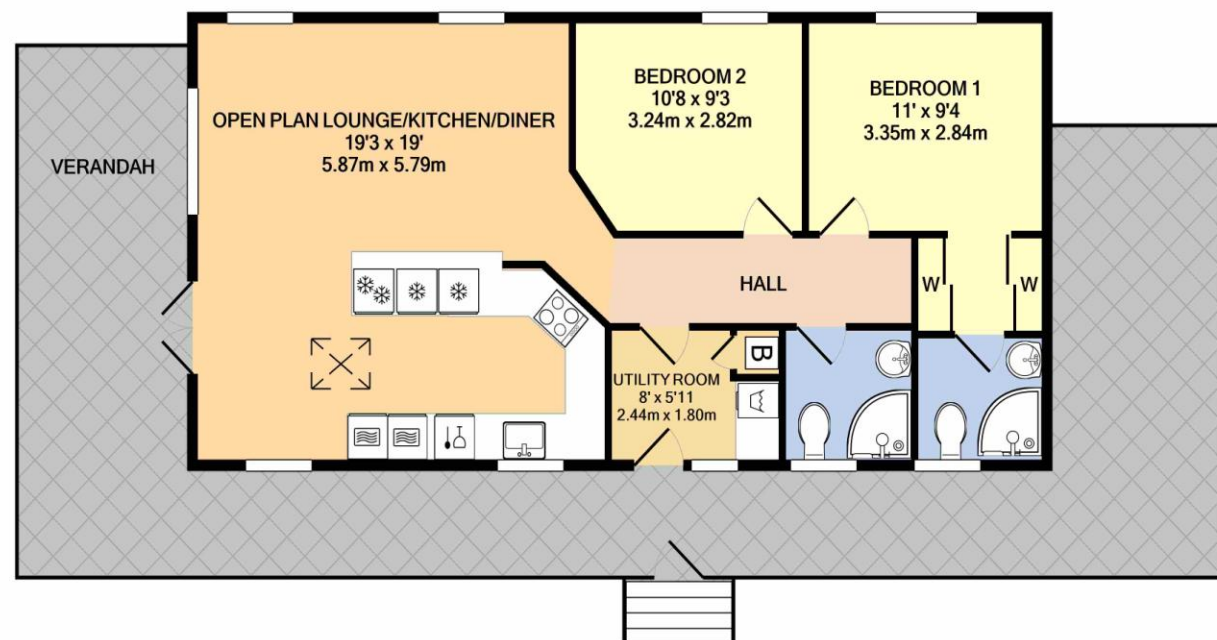 VERANDAH
OPEN PLAN LOUNGE/KITCHEN/DINER
19'3 x 19'
5.87m x 5.79m
BEDROOM 2
10'8 x 9'3
3.24m x 2.82m
BEDROOM 1
11' x 9'4
3.35m x 2.84m
HALL
W
W
B
UTILITY ROOM
8' x 5'11
2.44m x 1.80m